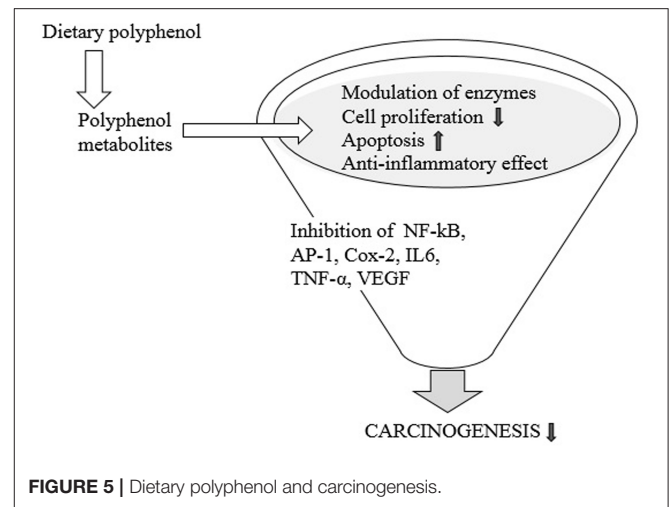 Dietary polyphenol
Polyphenol
metabolites
Modulation of enzymes
Cell proliferation
Apoptosis
Anti-inflammatory effect
Inhibition of NF-kB,
AP-1, Cox-2, IL6,
TNF-α, VEGF
CARCINOGENESIS
FIGURE 5 | Dietary polyphenol and carcinogenesis.